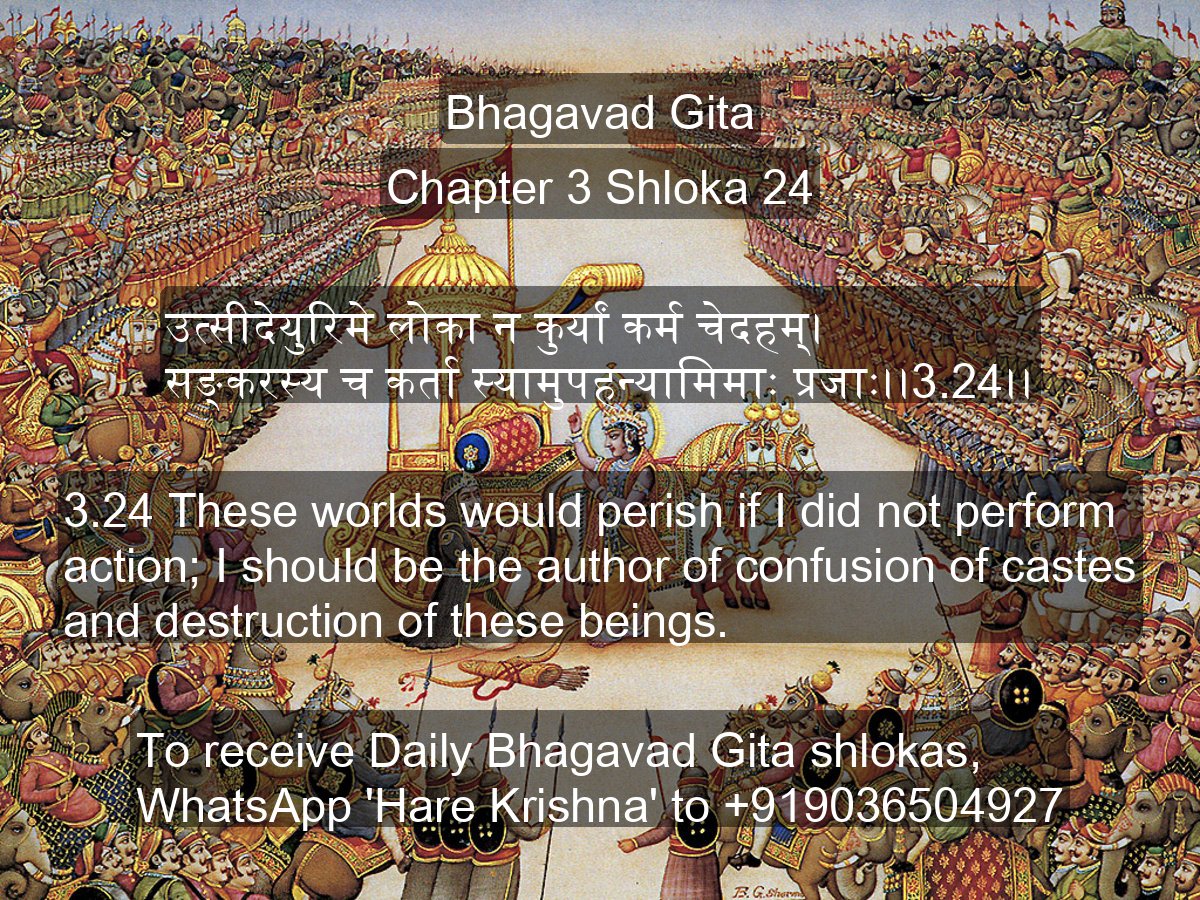 Bhagavad Gita
Chapter 3 Shloka 24
उत्सीदेयुरिमे लोका न कुर्यां कर्म चेदहम्।
सङ्करस्य च कर्ता स्यामुपहन्यामिमाः प्रजाः।।3.24।।
3.24 These worlds would perish if I did not perform
action; I should be the author of confusion of castes
and destruction of these beings.
To receive Daily Bhagavad Gita shlokas,
WhatsApp 'Hare Krishna' to +919036504927
B.G. Sharma